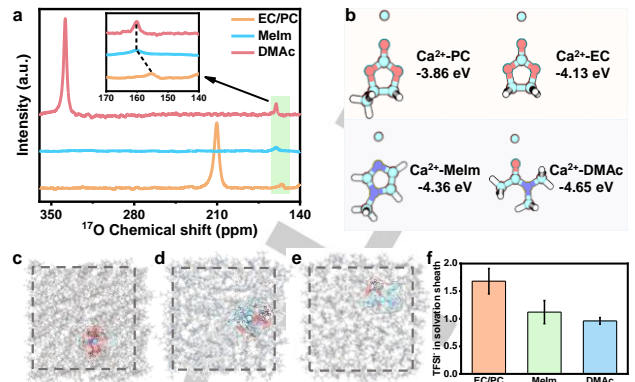 a
EC/PC
MeIm
DMAc
170 160 150 140
Intensity (a.u.)
350 280 210 140
¹⁷O Chemical shift (ppm)
b
Ca²⁺-PC
-3.86 eV
Ca²⁺-EC
-4.13 eV
Ca²⁺-MeIm
-4.36 eV
Ca²⁺-DMAc
-4.65 eV
c
d
e
f
TFSI⁻ in solvation sheath
2.0
1.5
1.0
0.5
0.0
EC/PC MeIm DMAc